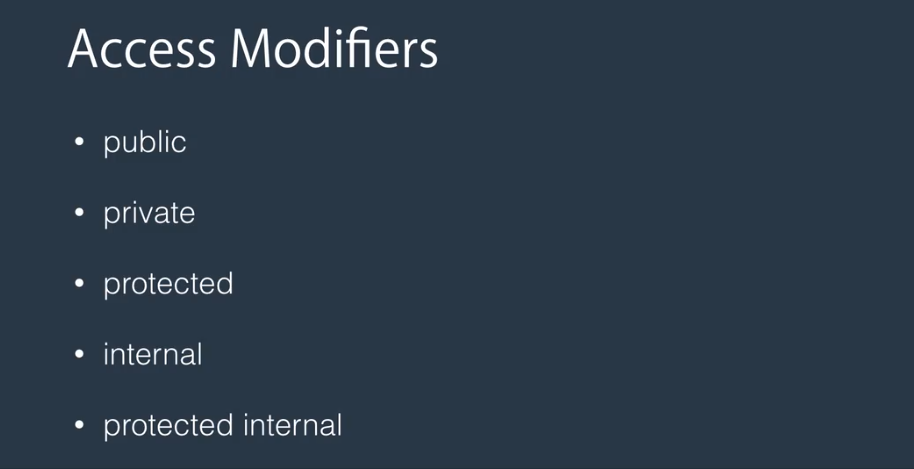 Access Modifiers
• public
• private
• protected
• internal
• protected internal